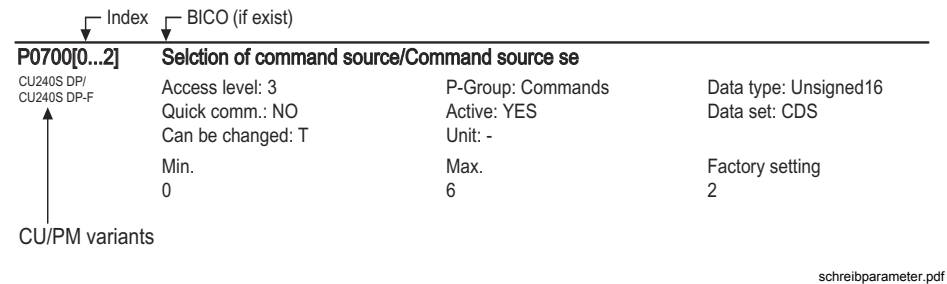 Index BICO (if exist)
P0700[0...2] Selction of command source/Command source se
CU240S DP/ Access level: 3 P-Group: Commands Data type: Unsigned16
CU240S DP-F Quick comm.: NO Active: YES Data set: CDS
Can be changed: T Unit: -
Min. Max. Factory setting
0 6 2
CU/PM variants
schreibparameter.pdf